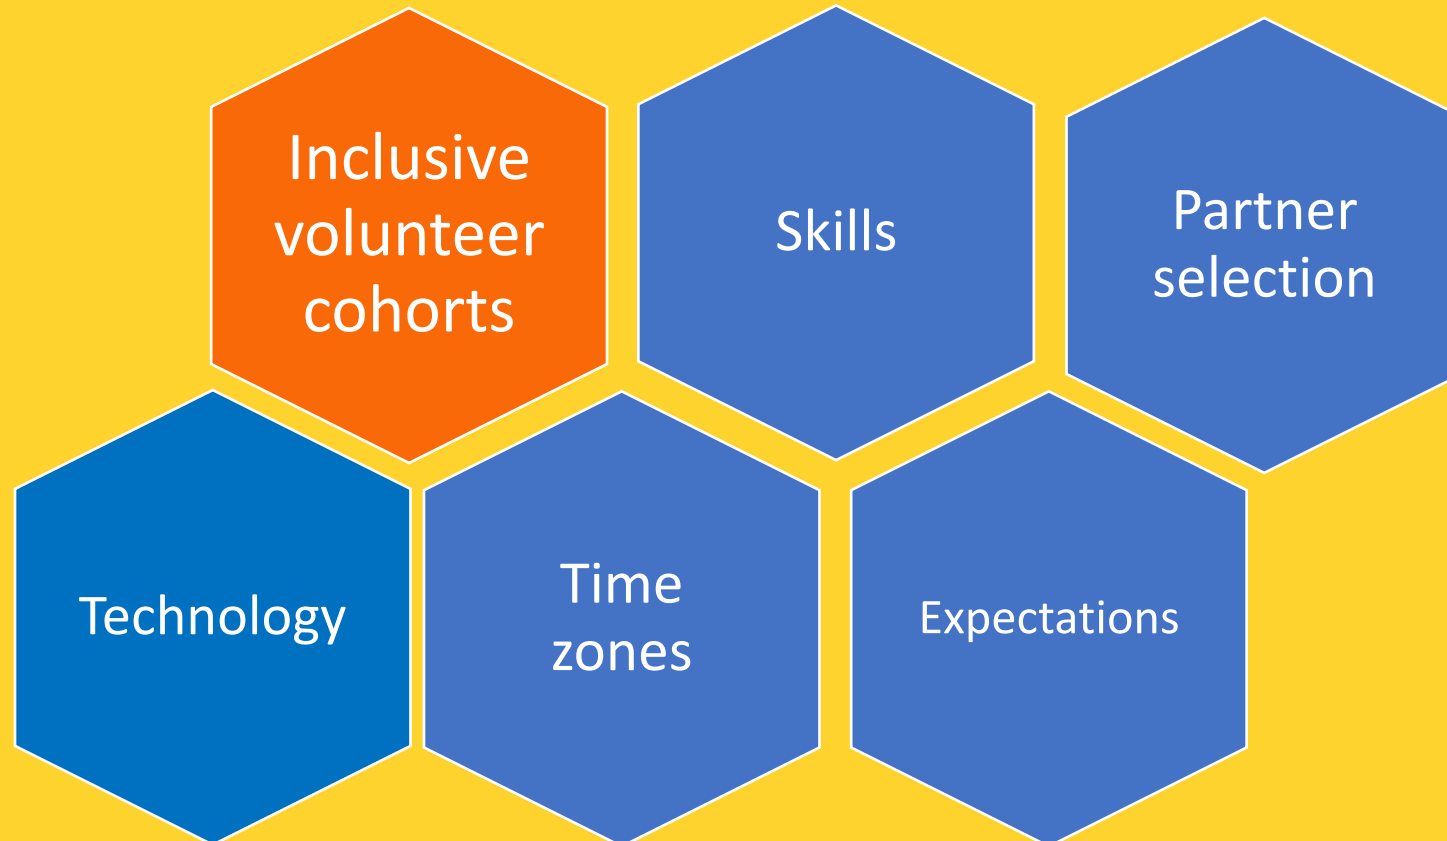 Inclusive
volunteer
cohorts
Skills
Partner
selection
Technology
Time
zones
Expectations